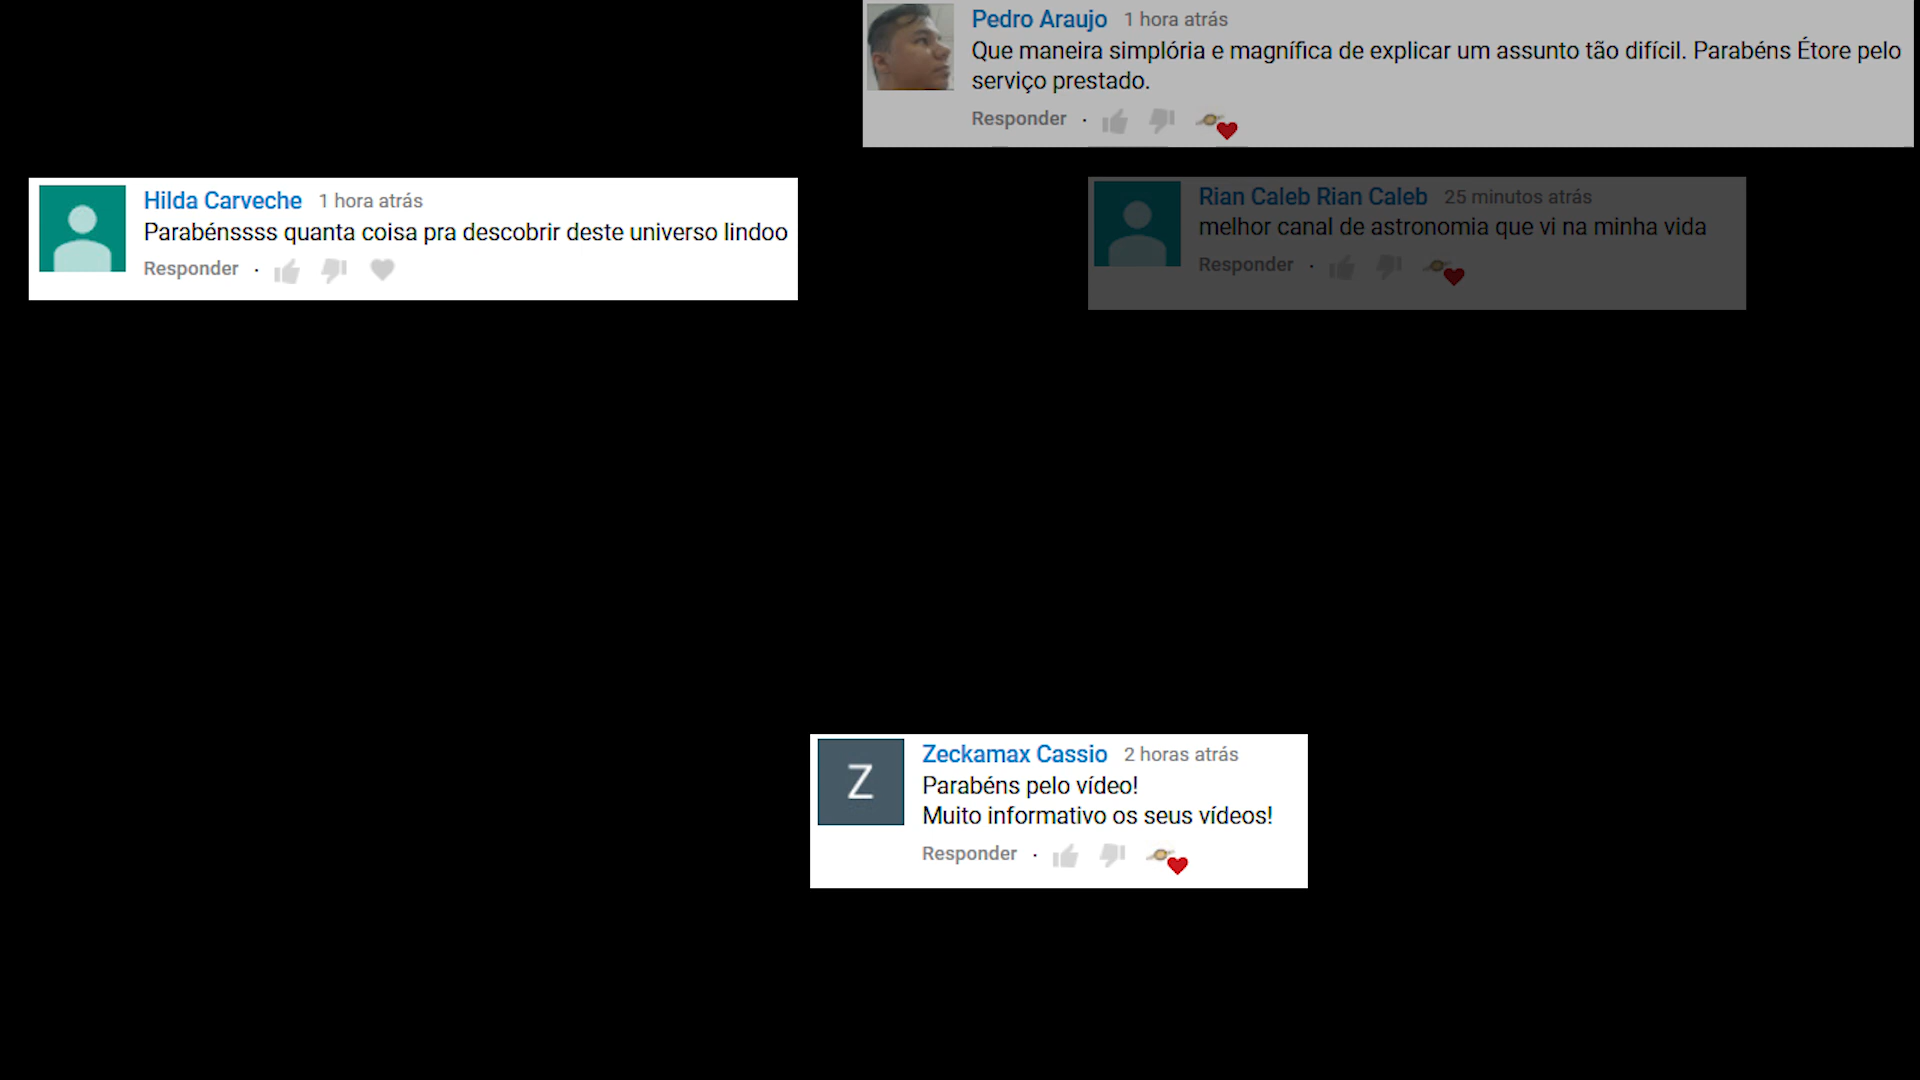 Pedro Araujo 1 hora atrás
Que maneira simplória e magnífica de explicar um assunto tão difícil. Parabéns Étore pelo
serviço prestado.
Responder ·
Hilda Carveche 1 hora atrás
Parabénssss quanta coisa pra descobrir deste universo lindoo
Responder ·
Rian Caleb Rian Caleb 25 minutos atrás
melhor canal de astronomia que vi na minha vida
Responder ·
Z
Zeckamax Cassio 2 horas atrás
Parabéns pelo vídeo!
Muito informativo os seus vídeos!
Responder ·